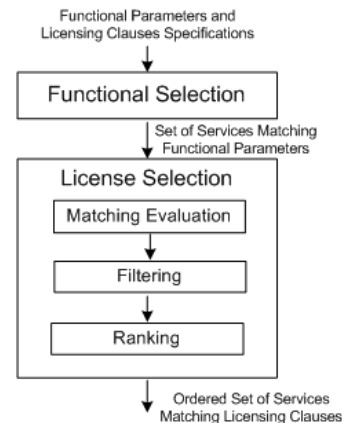 Functional Parameters and
Licensing Clauses Specifications
Functional Selection
Set of Services Matching
Functional Parameters
License Selection
Matching Evaluation
Filtering
Ranking
Ordered Set of Services
Matching Licensing Clauses